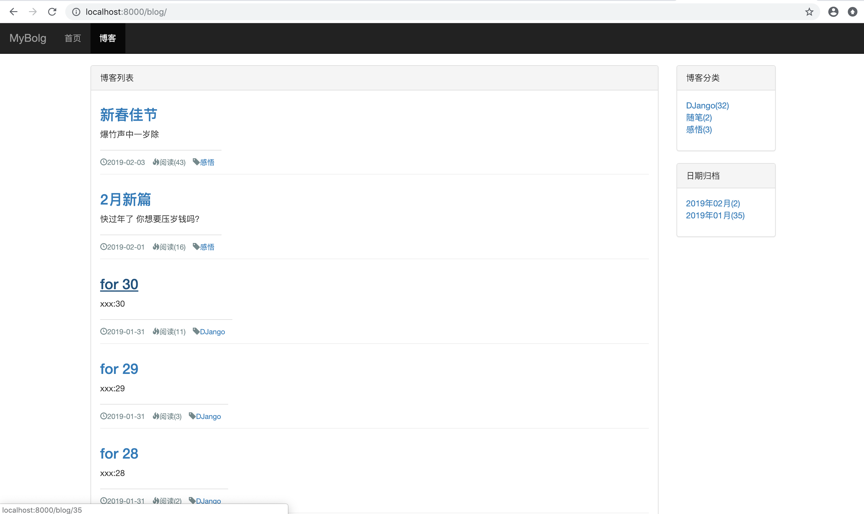 localhost:8000/blog/
MyBolg 首页 博客
博客列表
新春佳节
爆竹声中一岁除
2019-02-03 阅读(43) 感悟
2月新篇
快过年了 你想要压岁钱吗?
2019-02-01 阅读(16) 感悟
for 30
xxx:30
2019-01-31 阅读(11) DJango
for 29
xxx:29
2019-01-31 阅读(3) DJango
for 28
xxx:28
2019-01-31 阅读(2) DJango
博客分类
DJango(32)
随笔(2)
感悟(3)
日期归档
2019年02月(2)
2019年01月(35)
localhost:8000/blog/35